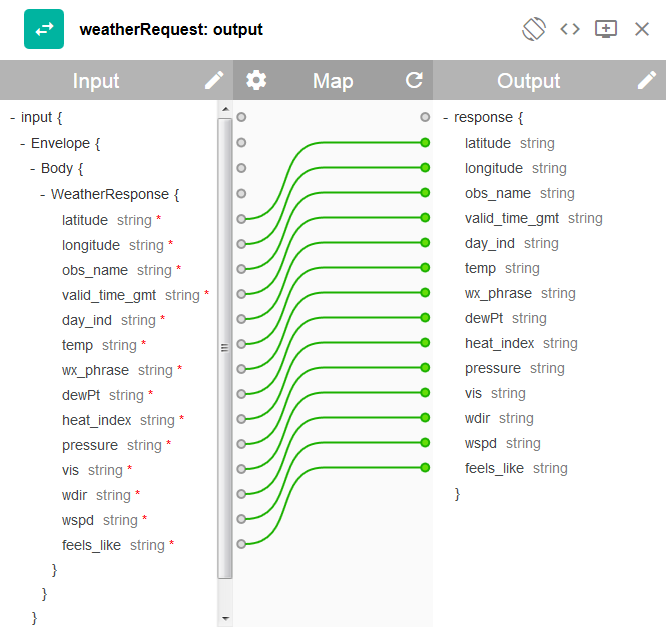 weatherRequest: output
Input
Map
Output
- input {
- Envelope {
- Body {
- WeatherResponse {
latitude string *
longitude string *
obs_name string *
valid_time_gmt string *
day_ind string *
temp string *
wx_phrase string *
dewPt string *
heat_index string *
pressure string *
vis string *
wdir string *
wspd string *
feels_like string *
}
}
}
- response {
latitude string
longitude string
obs_name string
valid_time_gmt string
day_ind string
temp string
wx_phrase string
dewPt string
heat_index string
pressure string
vis string
wdir string
wspd string
feels_like string
}